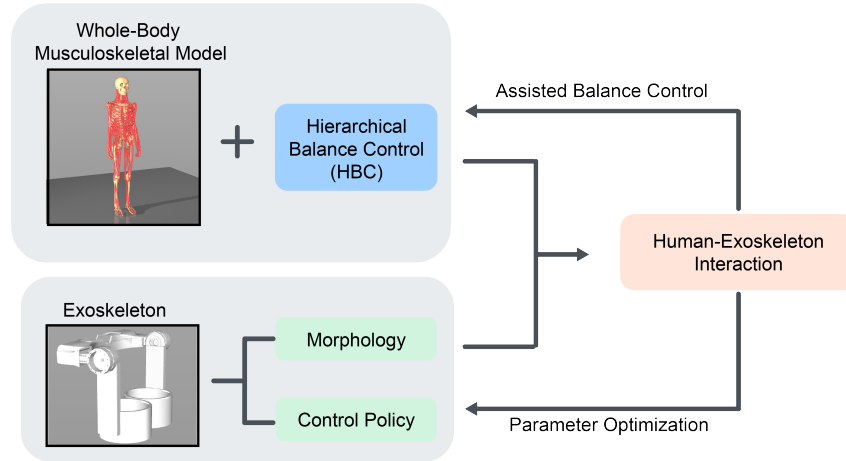 Whole-Body
Musculoskeletal Model
Hierarchical
Balance Control
(HBC)
Assisted Balance Control
Human-Exoskeleton
Interaction
Exoskeleton
Morphology
Control Policy
Parameter Optimization